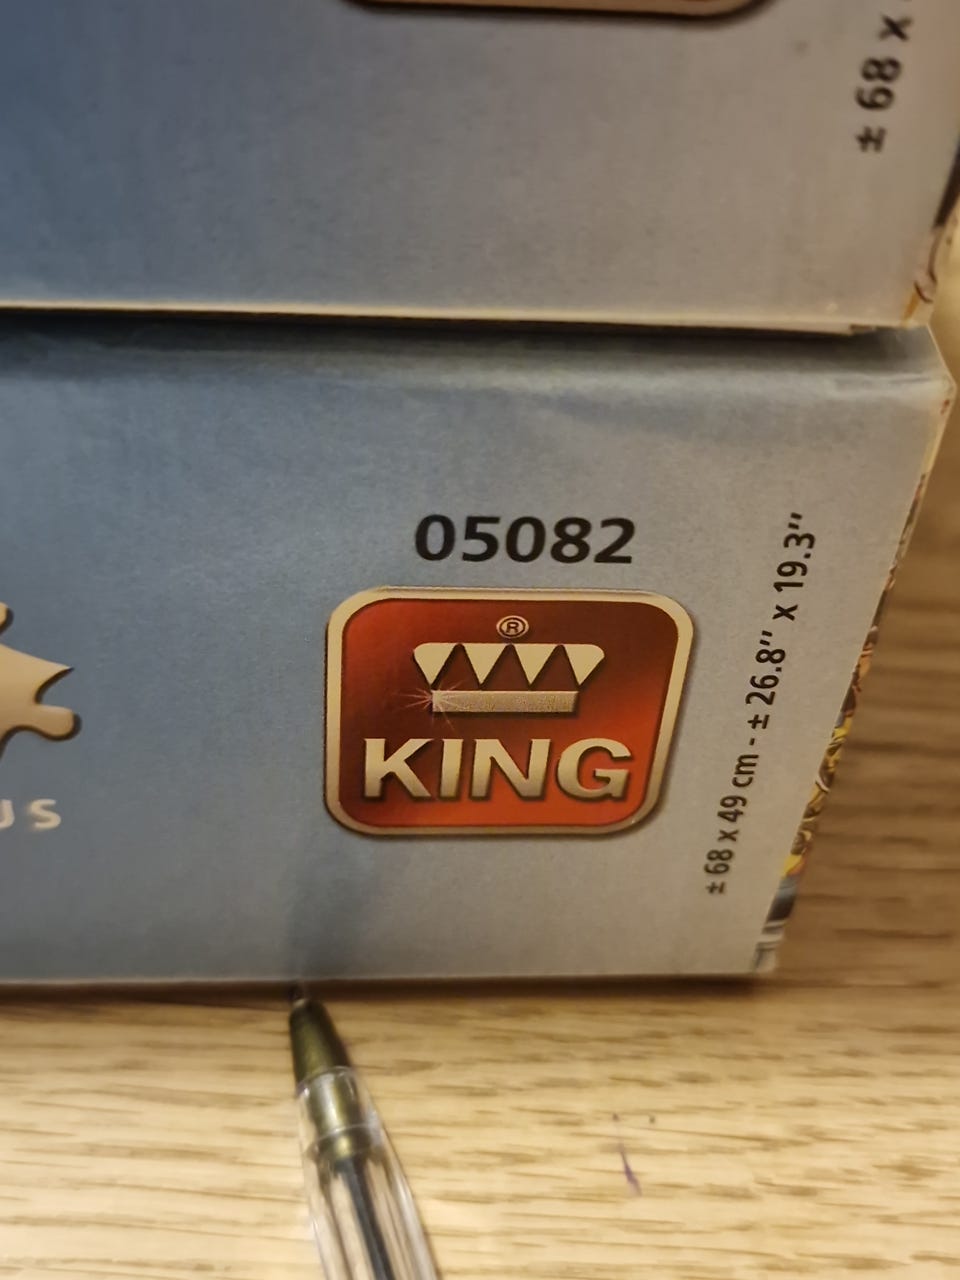 ± 68 x
05082
®
KING
± 68 x 49 cm - ± 26.8’’ x 19.3’’
US